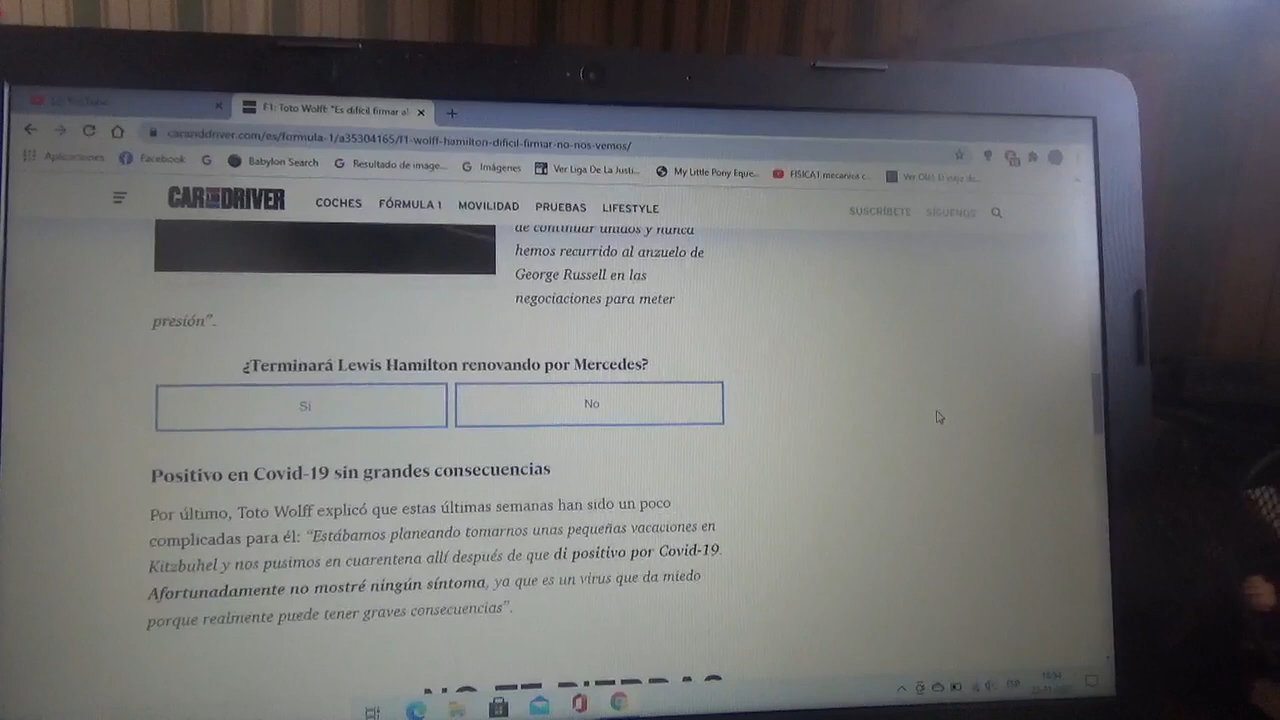 F1: Toto Wolff: "Es difícil firmar al
caranddriver.com/es/formula-1/a35304165/f1-wolff-hamilton-dificil-firmar-no-nos-vemos/
Aplicaciones Facebook Babylon Search Resultado de image... Imágenes Ver Liga De La Justi... My Little Pony Eque... FISICA1 mecanica c...
CAR AND DRIVER COCHES FÓRMULA 1 MOVILIDAD PRUEBAS LIFESTYLE SUSCRÍBETE SÍGUENOS
de continuar unidos y nunca
hemos recurrido al anzuelo de
George Russell en las
negociaciones para meter
presión”.
¿Terminará Lewis Hamilton renovando por Mercedes?
Sí No
Positivo en Covid-19 sin grandes consecuencias
Por último, Toto Wolff explicó que estas últimas semanas han sido un poco
complicadas para él: “Estábamos planeando tomarnos unas pequeñas vacaciones en
Kitzbuhel y nos pusimos en cuarentena allí después de que di positivo por Covid-19.
Afortunadamente no mostré ningún síntoma, ya que es un virus que da miedo
porque realmente puede tener graves consecuencias”.
ESP